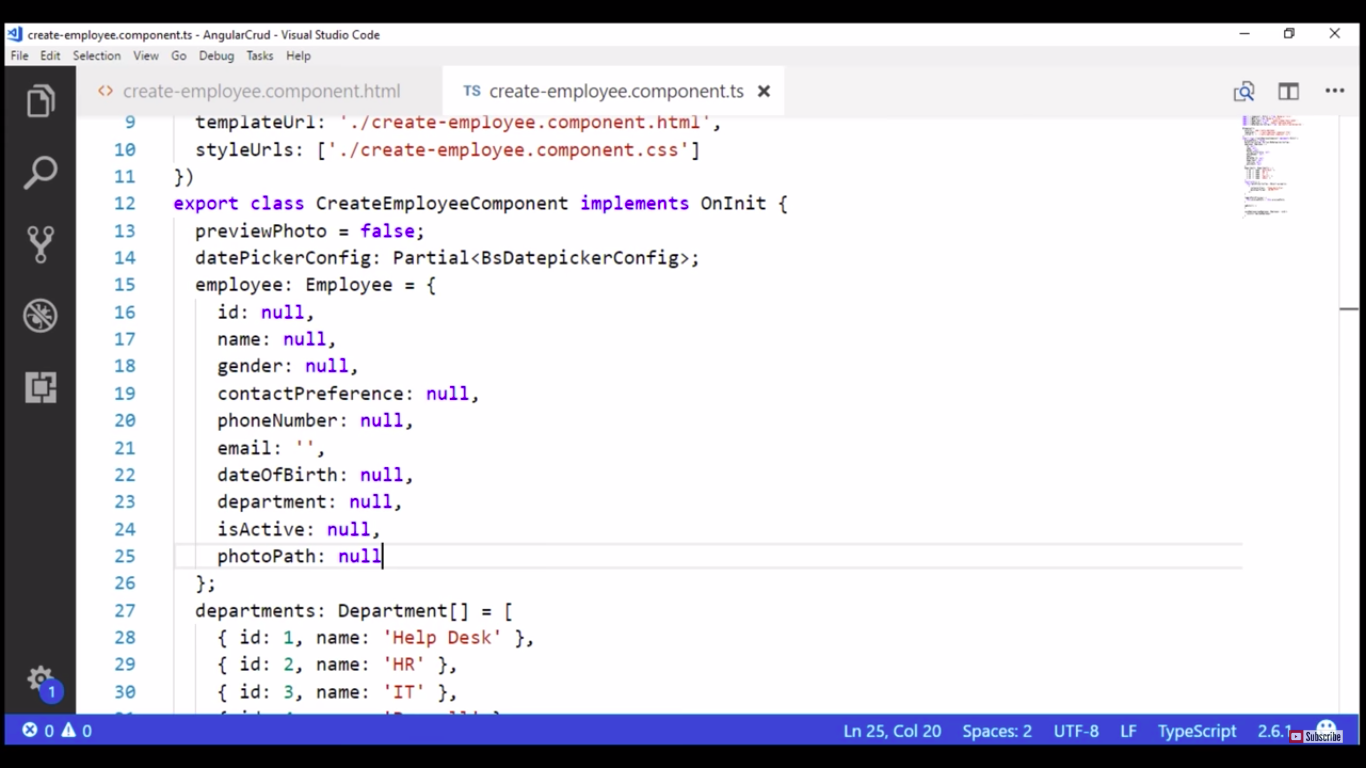 create-employee.component.ts - AngularCrud - Visual Studio Code
File Edit Selection View Go Debug Tasks Help
<> create-employee.component.html TS create-employee.component.ts
9 templateUrl: './create-employee.component.html',
10 styleUrls: ['./create-employee.component.css']
11 })
12 export class CreateEmployeeComponent implements OnInit {
13 previewPhoto = false;
14 datePickerConfig: Partial<BsDatepickerConfig>;
15 employee: Employee = {
16 id: null,
17 name: null,
18 gender: null,
19 contactPreference: null,
20 phoneNumber: null,
21 email: '',
22 dateOfBirth: null,
23 department: null,
24 isActive: null,
25 photoPath: null
26 };
27 departments: Department[] = [
28 { id: 1, name: 'Help Desk' },
29 { id: 2, name: 'HR' },
30 { id: 3, name: 'IT' },
1
0 0 Ln 25, Col 20 Spaces: 2 UTF-8 LF TypeScript 2.6.1 Subscribe